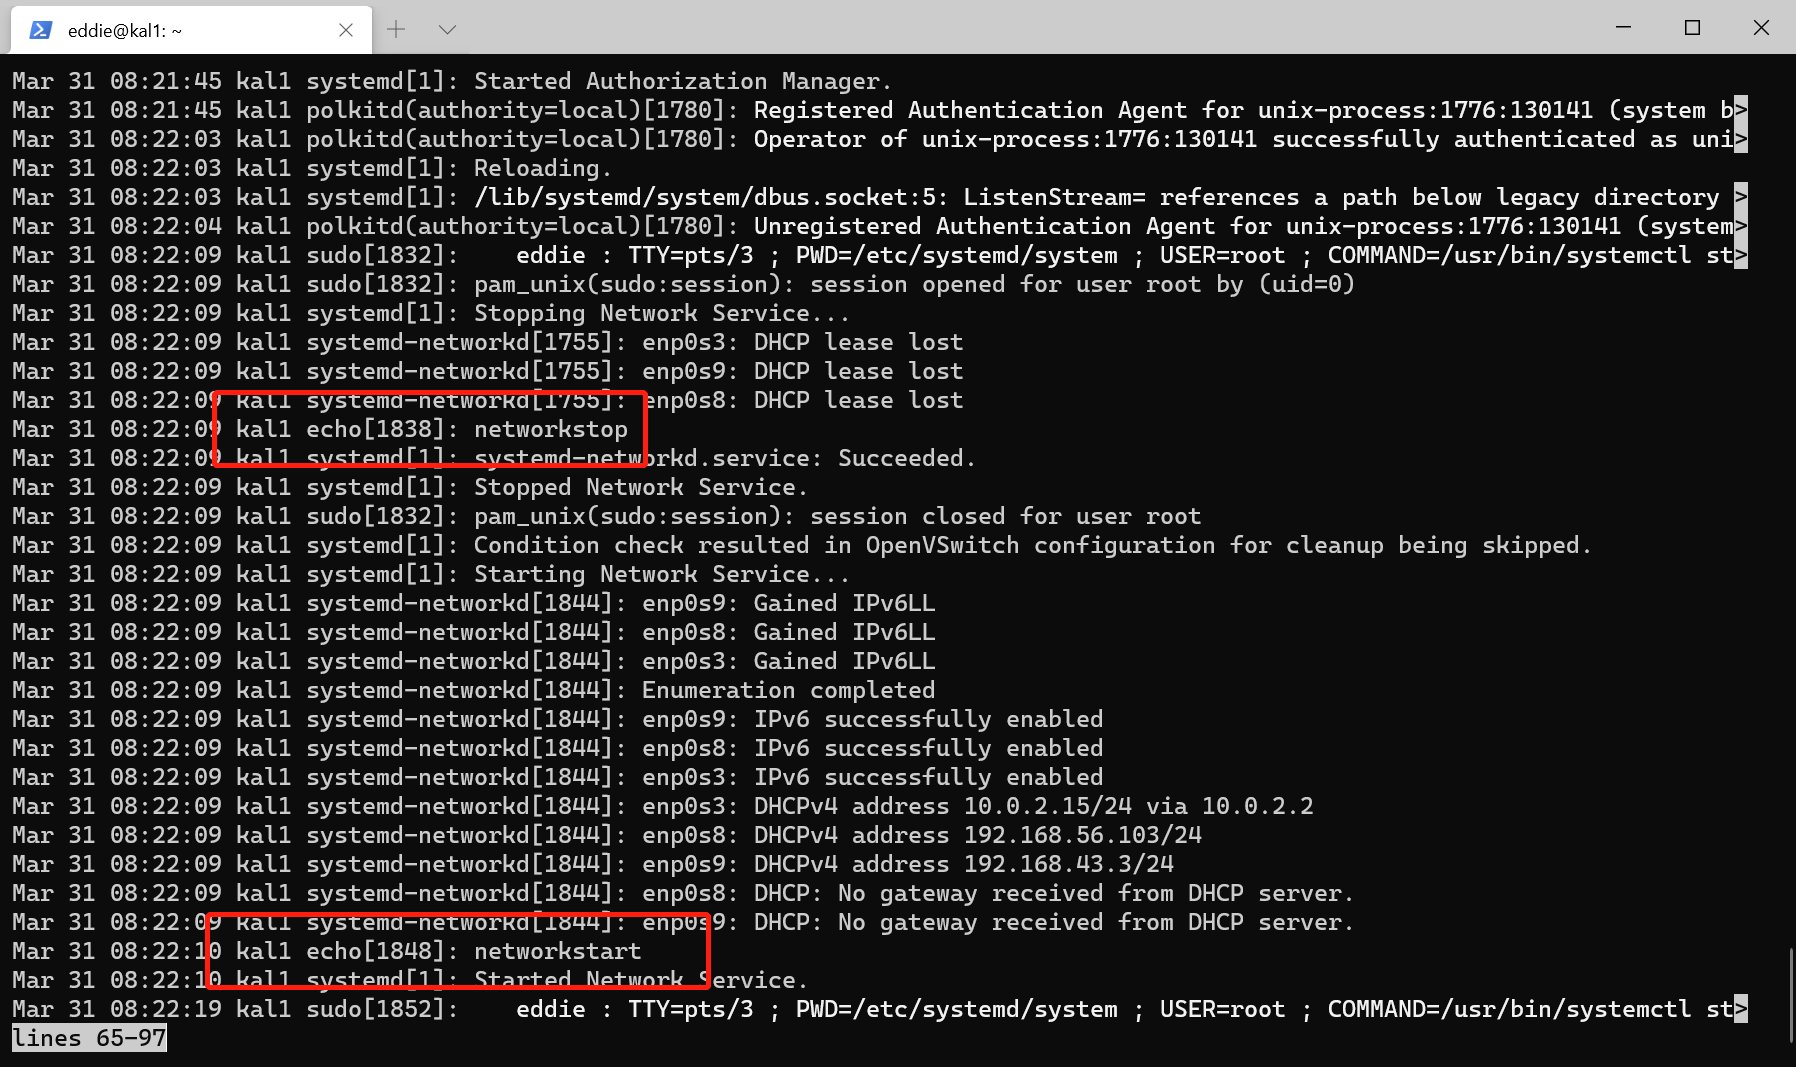 eddie@kal1: ~
Mar 31 08:21:45 kal1 systemd[1]: Started Authorization Manager.
Mar 31 08:21:45 kal1 polkitd(authority=local)[1780]: Registered Authentication Agent for unix-process:1776:130141 (system b>
Mar 31 08:22:03 kal1 polkitd(authority=local)[1780]: Operator of unix-process:1776:130141 successfully authenticated as uni>
Mar 31 08:22:03 kal1 systemd[1]: Reloading.
Mar 31 08:22:03 kal1 systemd[1]: /lib/systemd/system/dbus.socket:5: ListenStream= references a path below legacy directory >
Mar 31 08:22:04 kal1 polkitd(authority=local)[1780]: Unregistered Authentication Agent for unix-process:1776:130141 (system>
Mar 31 08:22:09 kal1 sudo[1832]:    eddie : TTY=pts/3 ; PWD=/etc/systemd/system ; USER=root ; COMMAND=/usr/bin/systemctl st>
Mar 31 08:22:09 kal1 sudo[1832]: pam_unix(sudo:session): session opened for user root by (uid=0)
Mar 31 08:22:09 kal1 systemd[1]: Stopping Network Service...
Mar 31 08:22:09 kal1 systemd-networkd[1755]: enp0s3: DHCP lease lost
Mar 31 08:22:09 kal1 systemd-networkd[1755]: enp0s9: DHCP lease lost
Mar 31 08:22:09 kal1 systemd-networkd[1755]: enp0s8: DHCP lease lost
Mar 31 08:22:09 kal1 echo[1838]: networkstop
Mar 31 08:22:09 kal1 systemd[1]: systemd-networkd.service: Succeeded.
Mar 31 08:22:09 kal1 systemd[1]: Stopped Network Service.
Mar 31 08:22:09 kal1 sudo[1832]: pam_unix(sudo:session): session closed for user root
Mar 31 08:22:09 kal1 systemd[1]: Condition check resulted in OpenVSwitch configuration for cleanup being skipped.
Mar 31 08:22:09 kal1 systemd[1]: Starting Network Service...
Mar 31 08:22:09 kal1 systemd-networkd[1844]: enp0s9: Gained IPv6LL
Mar 31 08:22:09 kal1 systemd-networkd[1844]: enp0s8: Gained IPv6LL
Mar 31 08:22:09 kal1 systemd-networkd[1844]: enp0s3: Gained IPv6LL
Mar 31 08:22:09 kal1 systemd-networkd[1844]: Enumeration completed
Mar 31 08:22:09 kal1 systemd-networkd[1844]: enp0s9: IPv6 successfully enabled
Mar 31 08:22:09 kal1 systemd-networkd[1844]: enp0s8: IPv6 successfully enabled
Mar 31 08:22:09 kal1 systemd-networkd[1844]: enp0s3: IPv6 successfully enabled
Mar 31 08:22:09 kal1 systemd-networkd[1844]: enp0s3: DHCPv4 address 10.0.2.15/24 via 10.0.2.2
Mar 31 08:22:09 kal1 systemd-networkd[1844]: enp0s8: DHCPv4 address 192.168.56.103/24
Mar 31 08:22:09 kal1 systemd-networkd[1844]: enp0s9: DHCPv4 address 192.168.43.3/24
Mar 31 08:22:09 kal1 systemd-networkd[1844]: enp0s8: DHCP: No gateway received from DHCP server.
Mar 31 08:22:09 kal1 systemd-networkd[1844]: enp0s9: DHCP: No gateway received from DHCP server.
Mar 31 08:22:10 kal1 echo[1848]: networkstart
Mar 31 08:22:10 kal1 systemd[1]: Started Network Service.
Mar 31 08:22:19 kal1 sudo[1852]:    eddie : TTY=pts/3 ; PWD=/etc/systemd/system ; USER=root ; COMMAND=/usr/bin/systemctl st>
lines 65-97